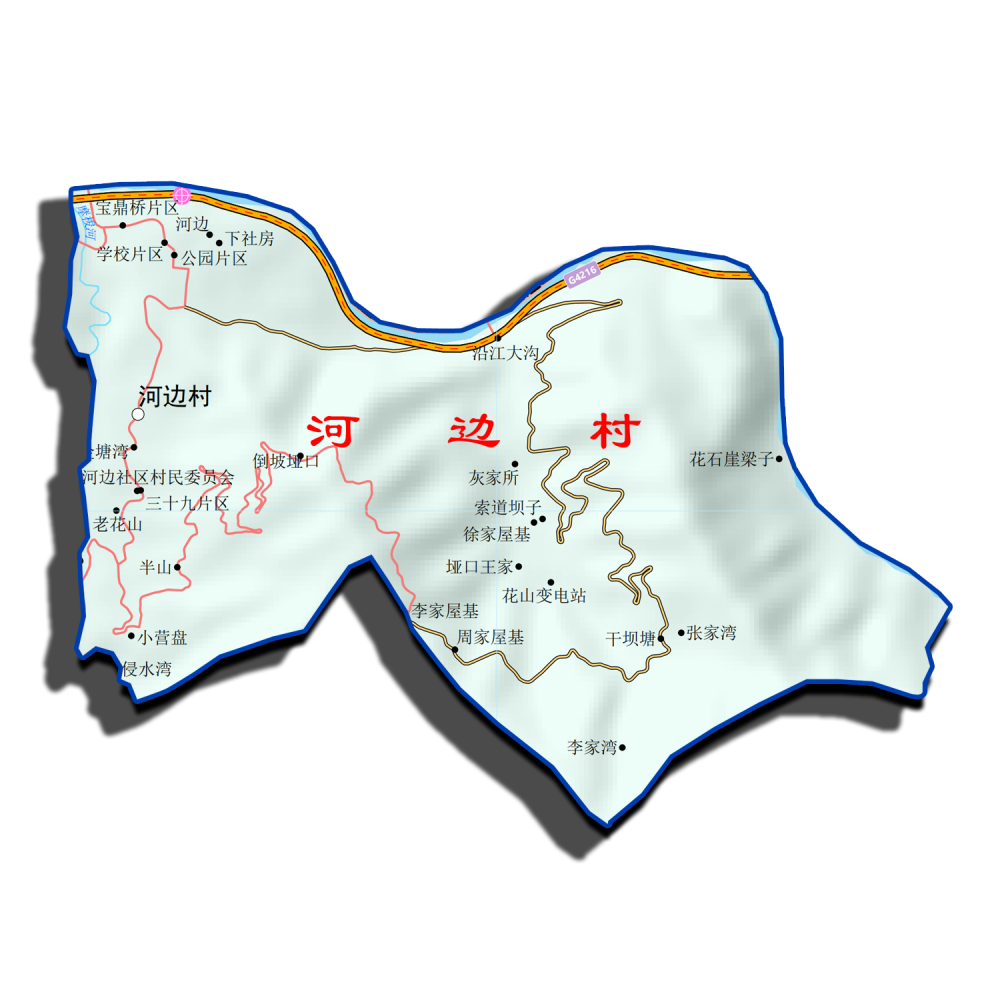 宝鼎桥片区
摩梭河
河边
下社房
学校片区
公园片区
G4216
沿江大沟
河边村
河边村
塘湾
倒坡垭口
花石崖梁子
河边社区村民委员会
灰家所
三十九片区
索道坝子
老花山
徐家屋基
半山
垭口王家
花山变电站
李家屋基
小营盘
周家屋基
干坝塘
张家湾
侵水湾
李家湾